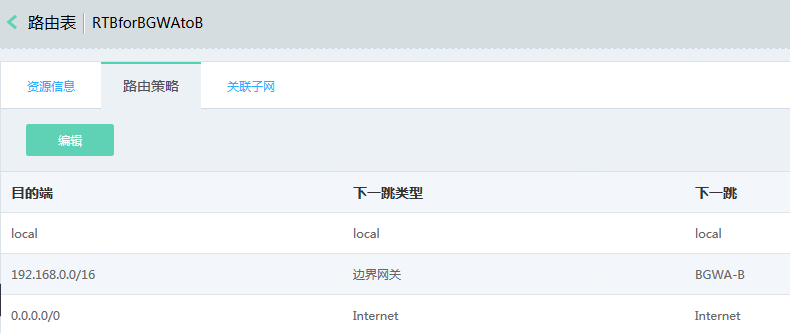 路由表 RTBforBGWAtoB
资源信息 路由策略 关联子网
编辑
目的端 下一跳类型 下一跳
local local local
192.168.0.0/16 边界网关 BGWA-B
0.0.0.0/0 Internet Internet